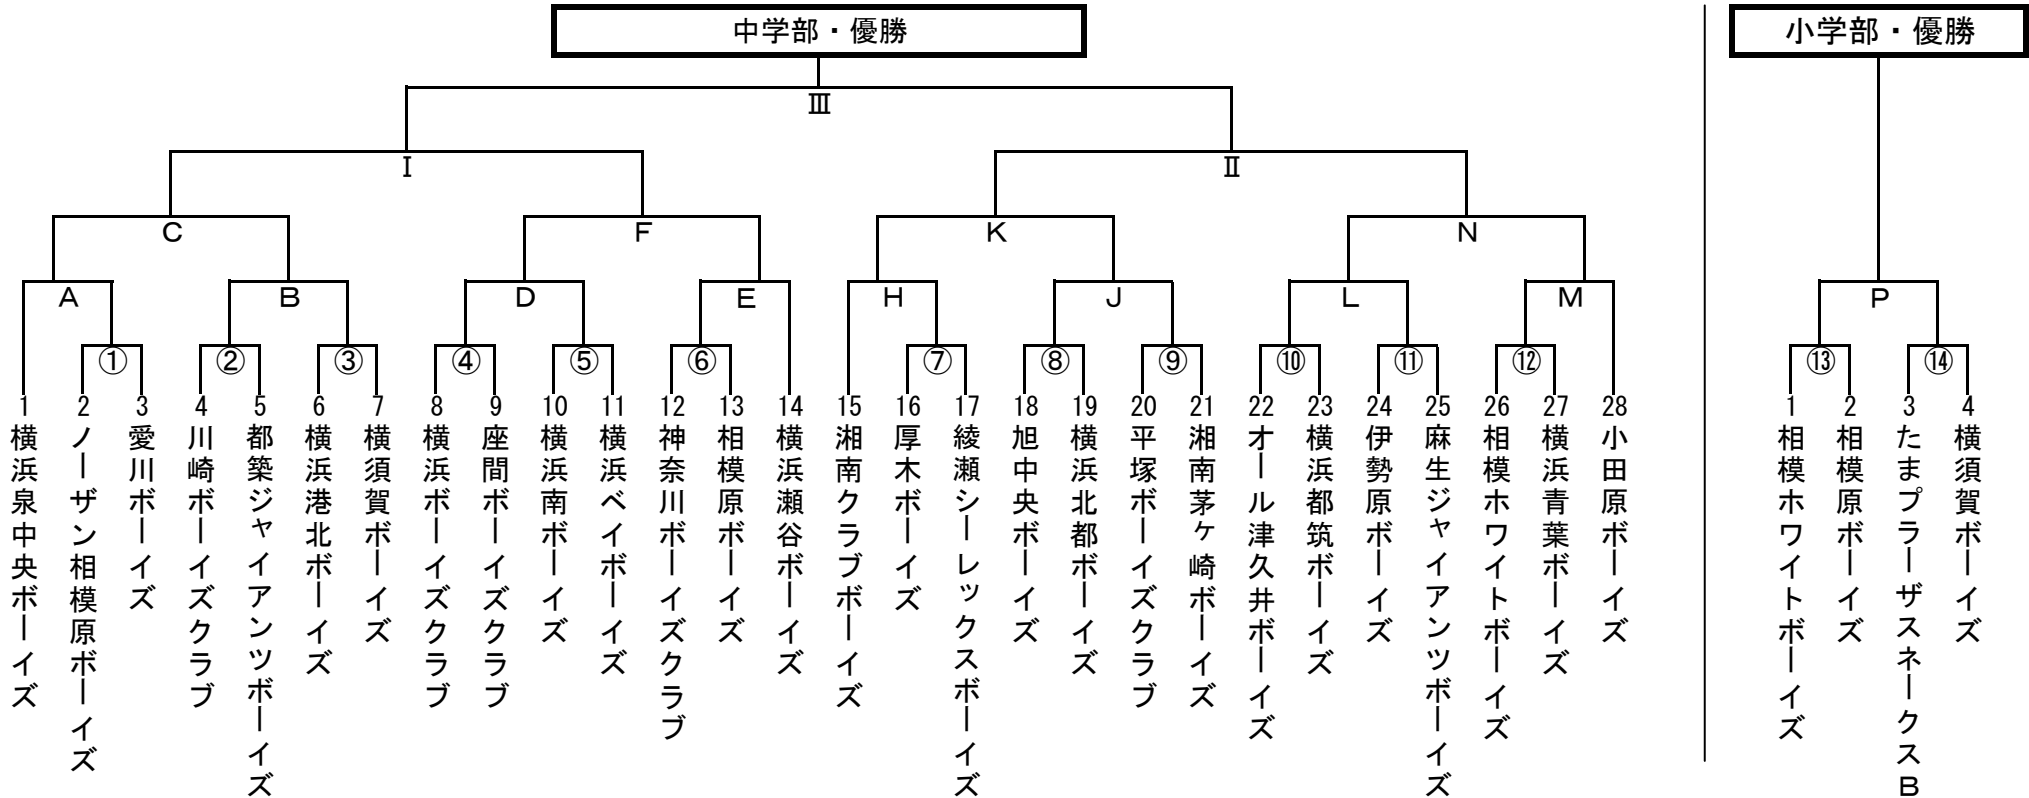 中学部・優勝
小学部・優勝
Ⅲ
Ⅰ
Ⅱ
C
F
K
N
A
B
D
E
H
J
L
M
P
①
②
③
④
⑤
⑥
⑦
⑧
⑨
⑩
⑪
⑫
⑬
⑭
1 横浜泉中央ボーイズ
2 ノーザン相模原ボーイズ
3 愛川ボーイズ
4 川崎ボーイズクラブ
5 都築ジャイアンツボーイズ
6 横浜港北ボーイズ
7 横須賀ボーイズ
8 横浜ボーイズクラブ
9 座間ボーイズクラブ
10 横浜南ボーイズ
11 横浜ベイボーイズ
12 神奈川ボーイズクラブ
13 相模原ボーイズ
14 横浜瀬谷ボーイズ
15 湘南クラブボーイズ
16 厚木ボーイズ
17 綾瀬シーレックスボーイズ
18 旭中央ボーイズ
19 横浜北都ボーイズ
20 平塚ボーイズクラブ
21 湘南茅ヶ崎ボーイズ
22 オール津久井ボーイズ
23 横浜都筑ボーイズ
24 伊勢原ボーイズ
25 麻生ジャイアンツボーイズ
26 相模ホワイトボーイズ
27 横浜青葉ボーイズ
28 小田原ボーイズ
1 相模ホワイトボーイズ
2 相模原ボーイズ
3 たまプラーザスネークスB
4 横須賀ボーイズ